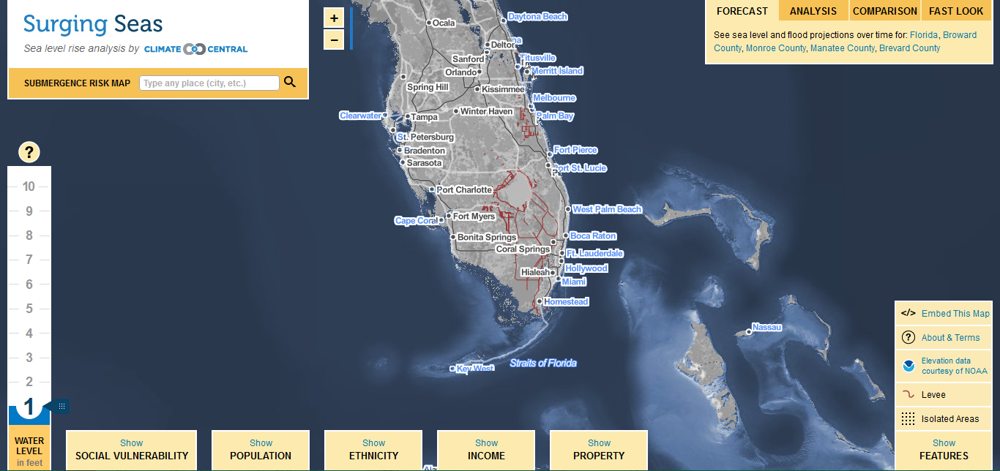 Surging Seas
Sea level rise analysis by CLIMATE CENTRAL
SUBMERGENCE RISK MAP
Type any place (city, etc.)
+
−
FORECAST
ANALYSIS
COMPARISON
FAST LOOK
See sea level and flood projections over time for: Florida, Broward
County, Monroe County, Manatee County, Brevard County
Daytona Beach
Ocala
Sanford
Titusville
Orlando
Merritt Island
Spring Hill
Kissimmee
Melbourne
Winter Haven
Clearwater
Tampa
Palm Bay
St. Petersburg
Bradenton
Fort Pierce
Sarasota
Port St. Lucie
Port Charlotte
West Palm Beach
Cape Coral
Fort Myers
Bonita Springs
Boca Raton
Coral Springs
Ft. Lauderdale
Hollywood
Hialeah
Miami
Homestead
Nassau
Straits of Florida
Key West
?
10
9
8
7
6
5
4
3
2
1
WATER
LEVEL
in feet
Show
SOCIAL VULNERABILITY
Show
POPULATION
Show
ETHNICITY
Show
INCOME
Show
PROPERTY
</> Embed This Map
? About & Terms
Elevation data
courtesy of NOAA
Levee
Isolated Areas
Show
FEATURES